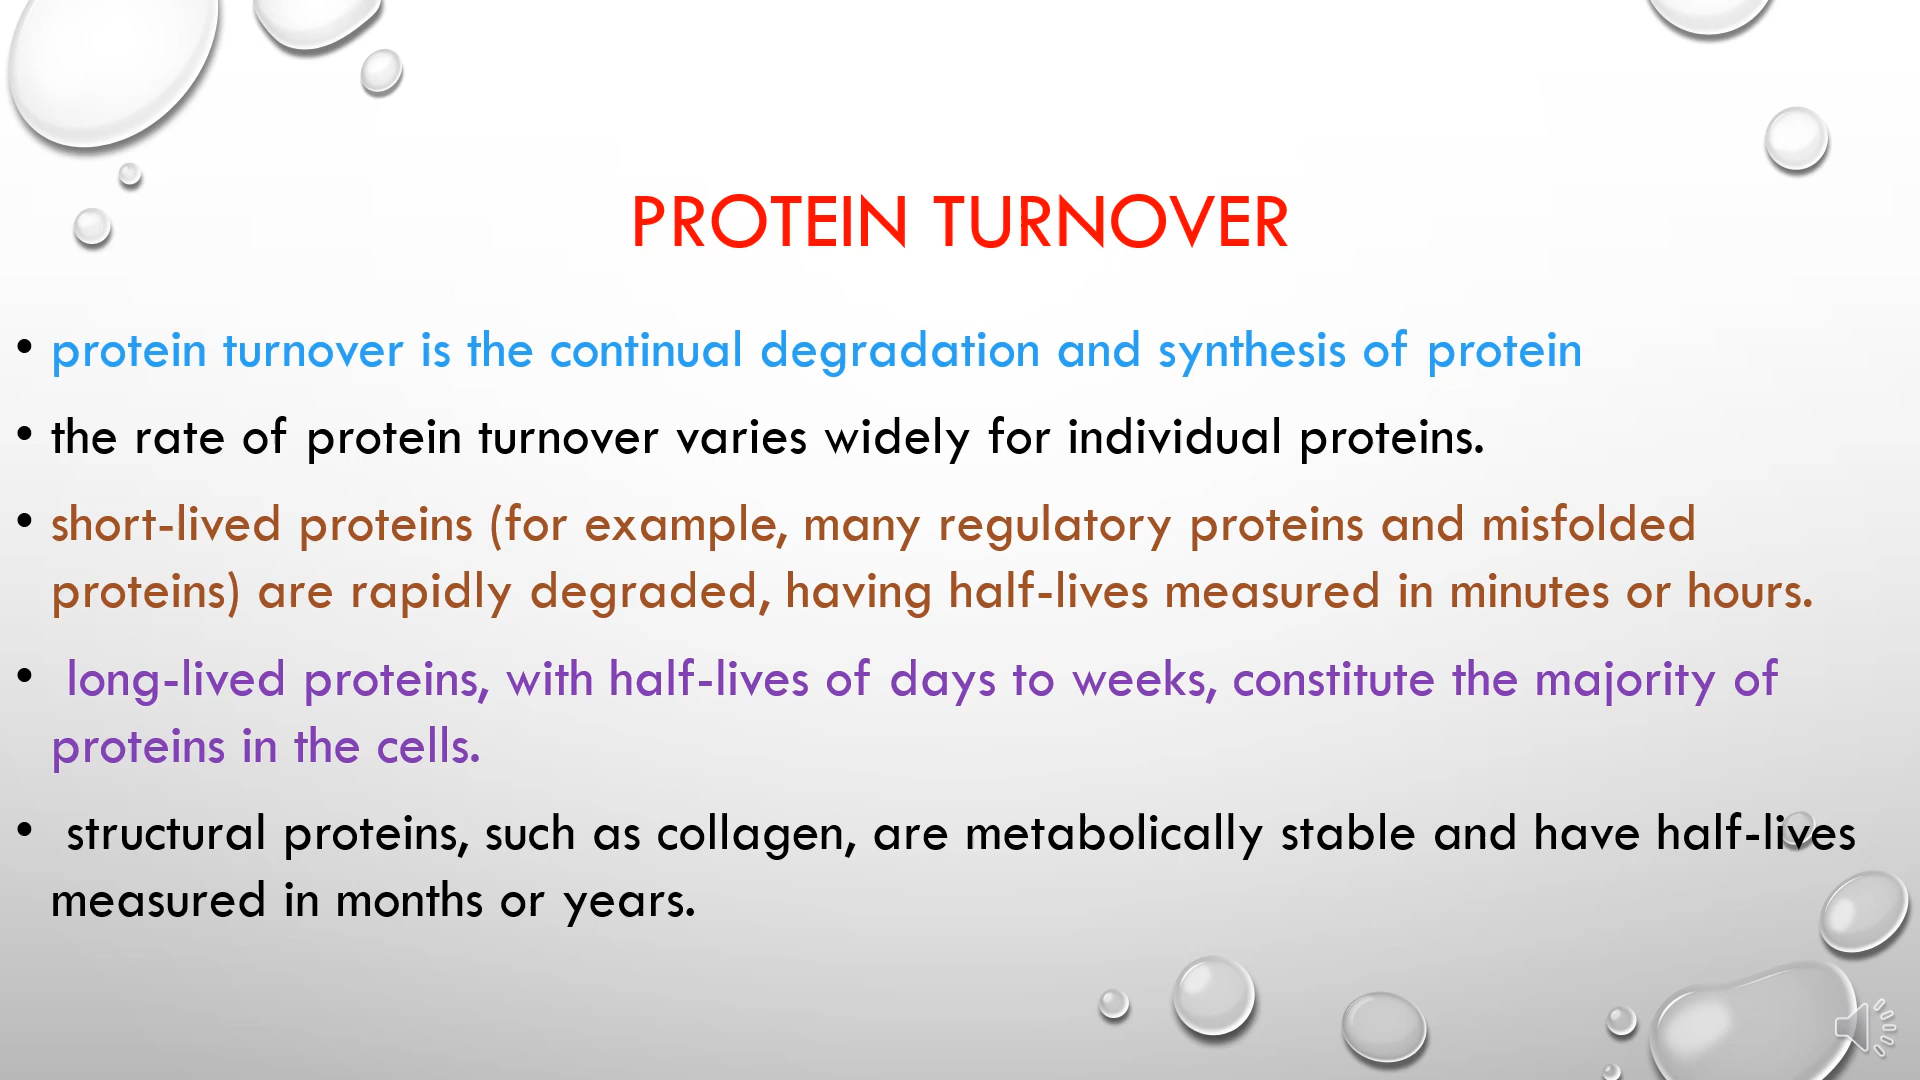 PROTEIN TURNOVER
• protein turnover is the continual degradation and synthesis of protein
• the rate of protein turnover varies widely for individual proteins.
• short-lived proteins (for example, many regulatory proteins and misfolded
proteins) are rapidly degraded, having half-lives measured in minutes or hours.
• long-lived proteins, with half-lives of days to weeks, constitute the majority of
proteins in the cells.
• structural proteins, such as collagen, are metabolically stable and have half-lives
measured in months or years.